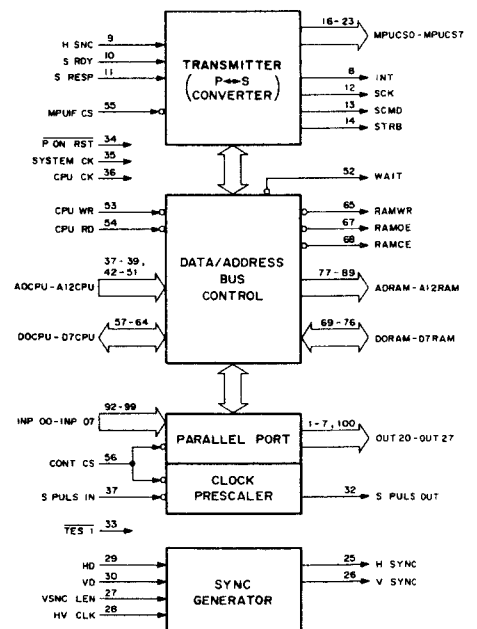 16-23
MPUCS0-MPUCS7
H SNC 9
S RDY 10
S RESP 11
TRANSMITTER
( P↔S )
CONVERTER
8 INT
12 SCK
13 SCMD
14 STRB
MPUIF CS 55
P ON RST 34
SYSTEM CK 35
CPU CK 36
52 WAIT
CPU WR 53
CPU RD 54
65 RAMWR
67 RAMOE
68 RAMCE
DATA/ADDRESS
BUS
CONTROL
37-39,
42-51
A0CPU-A12CPU
77-89
A0RAM-A12RAM
57-64
D0CPU-D7CPU
69-76
D0RAM-D7RAM
92-99
INP 00-INP 07
PARALLEL PORT
1-7, 100
OUT 20-OUT 27
CONT CS 56
CLOCK
PRESCALER
S PULS IN 37
32 S PULS OUT
TES 1 33
HD 29
VD 30
VSNC LEN 27
HV CLK 28
SYNC
GENERATOR
25 H SYNC
26 V SYNC